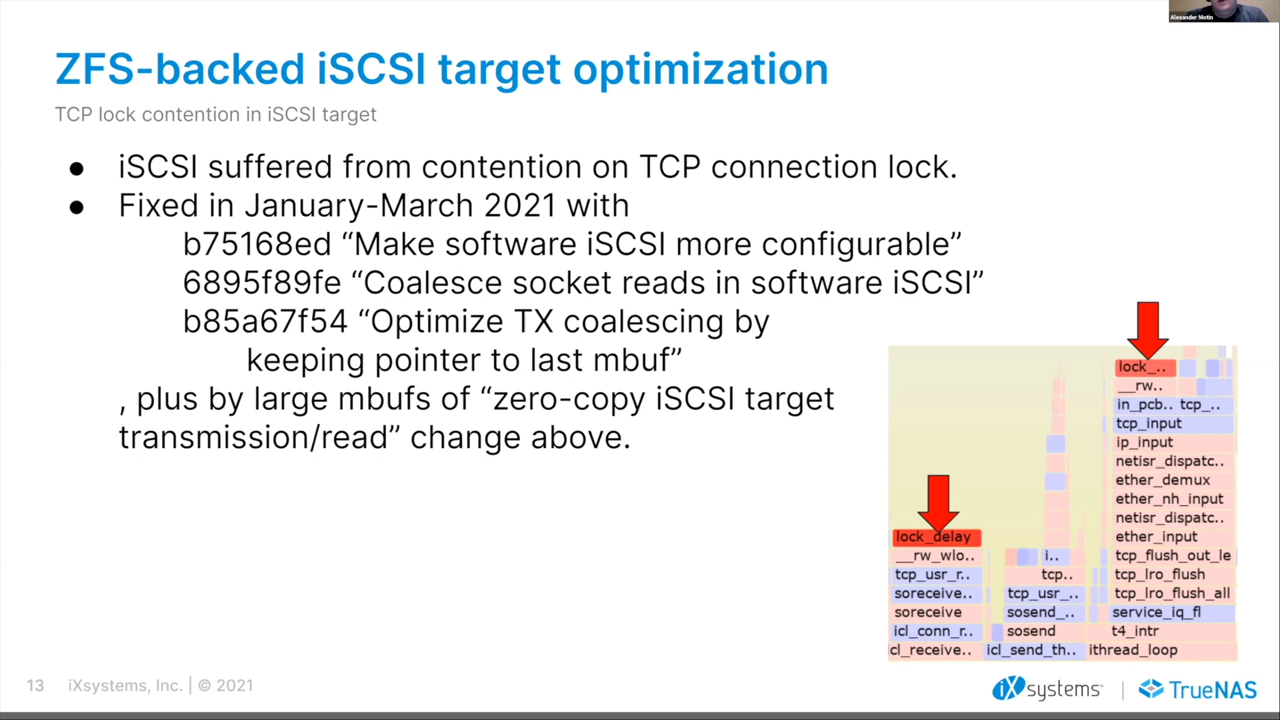 Alexander Motin
ZFS-backed iSCSI target optimization
TCP lock contention in iSCSI target
● iSCSI suffered from contention on TCP connection lock.
● Fixed in January-March 2021 with
b75168ed “Make software iSCSI more configurable”
6895f89fe “Coalesce socket reads in software iSCSI”
b85a67f54 “Optimize TX coalescing by
keeping pointer to last mbuf”
, plus by large mbufs of “zero-copy iSCSI target
transmission/read” change above.
lock_delay
__rw_wlo..
tcp_usr_r..
soreceive..
soreceive
icl_conn_r..
cl_receive..
i..
tcp..
tcp_usr_..
sosend_..
sosend
icl_send_th..
lock_..
__rw..
in_pcb.. tcp_..
tcp_input
ip_input
netisr_dispatc..
ether_demux
ether_nh_input
netisr_dispatc..
ether_input
tcp_flush_out_le
tcp_lro_flush
tcp_lro_flush_all
service_iq_fl
t4_intr
ithread_loop
13 iXsystems, Inc. | © 2021
iXsystems | TrueNAS